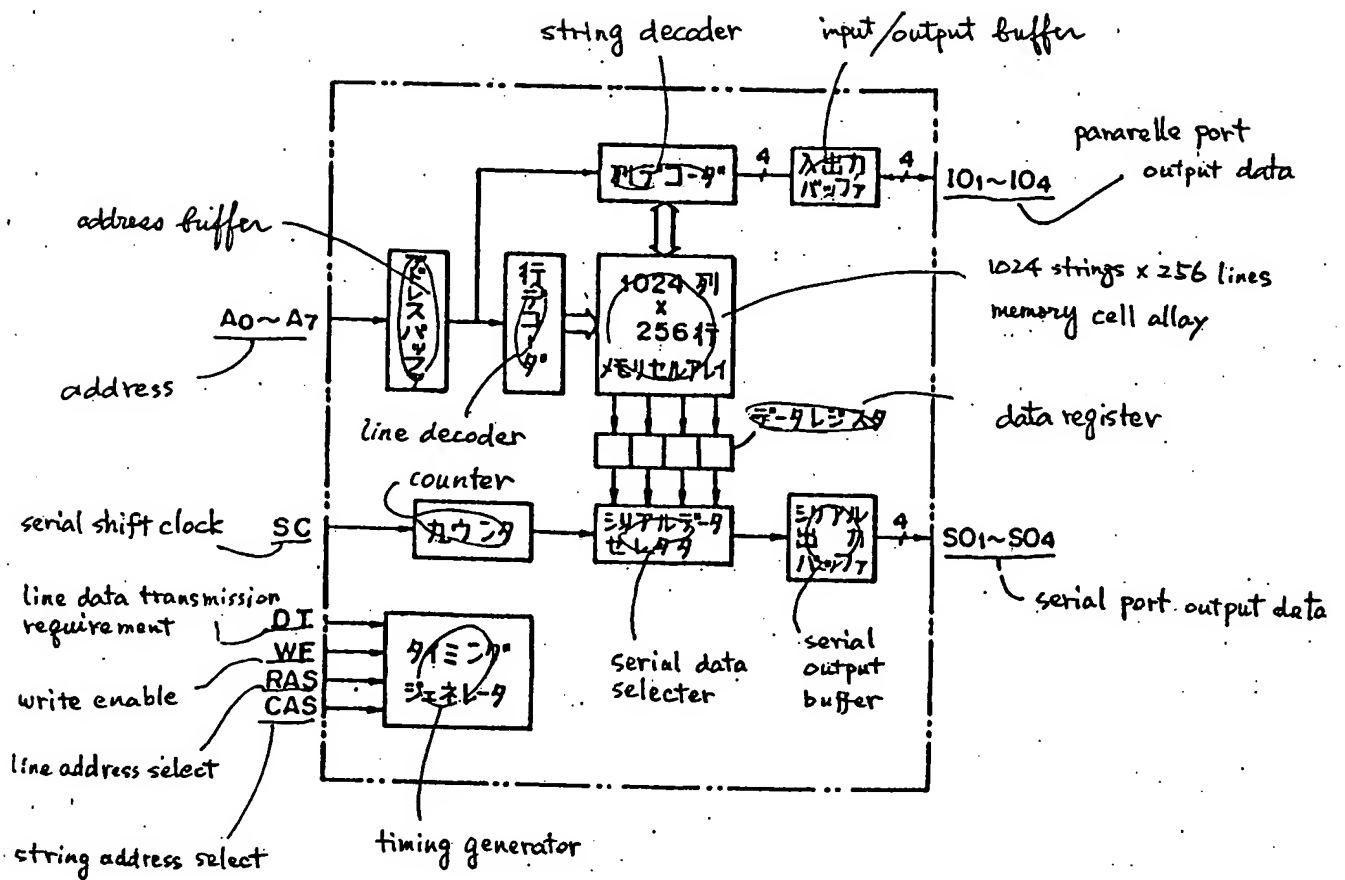 string decoder
input/output buffer
panarelle port
output data
列デコーダ
4
入出力
バッファ
4
IO1~IO4
address buffer
アドレスバッファ
行デコーダ
1024 列
×
256 行
メモリセルアレイ
1024 strings x 256 lines
memory cell allay
A0~A7
address
line decoder
データレジスタ
data register
counter
serial shift clock
SC
カウンタ
シリアルデータ
セレクタ
シリアル
出力
バッファ
4
SO1~SO4
serial port output data
line data transmission
requirement
DT
WE
RAS
CAS
タイミング
ジェネレータ
write enable
line address select
string address select
timing generator
serial data
selecter
serial
output
buffer